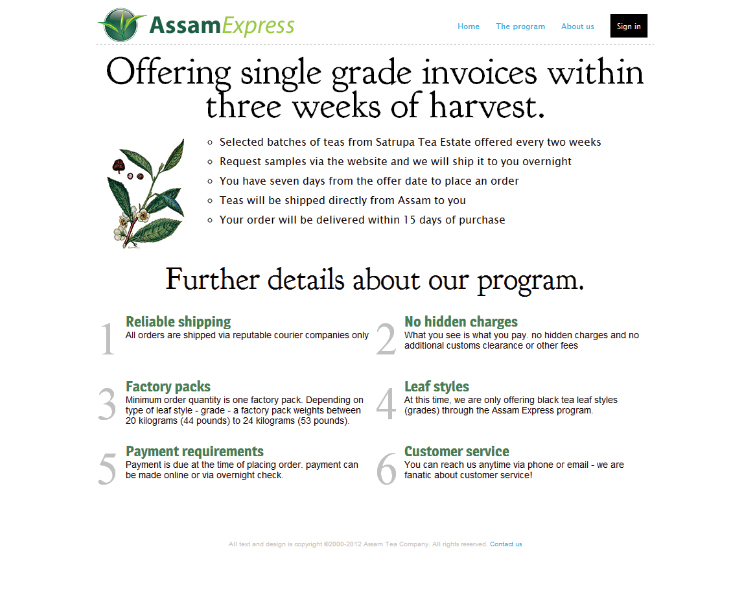 AssamExpress
Home The program About us Sign in
Offering single grade invoices within
three weeks of harvest.
Selected batches of teas from Satrupa Tea Estate offered every two weeks
Request samples via the website and we will ship it to you overnight
You have seven days from the offer date to place an order
Teas will be shipped directly from Assam to you
Your order will be delivered within 15 days of purchase
Further details about our program.
1 Reliable shipping
All orders are shipped via reputable courier companies only
2 No hidden charges
What you see is what you pay. no hidden charges and no
additional customs clearance or other fees
3 Factory packs
Minimum order quantity is one factory pack. Depending on
type of leaf style - grade - a factory pack weights between
20 kilograms (44 pounds) to 24 kilograms (53 pounds).
4 Leaf styles
At this time, we are only offering black tea leaf styles
(grades) through the Assam Express program.
5 Payment requirements
Payment is due at the time of placing order. payment can
be made online or via overnight check.
6 Customer service
You can reach us anytime via phone or email - we are
fanatic about customer service!
All text and design is copyright ©2000-2012 Assam Tea Company. All rights reserved. Contact us